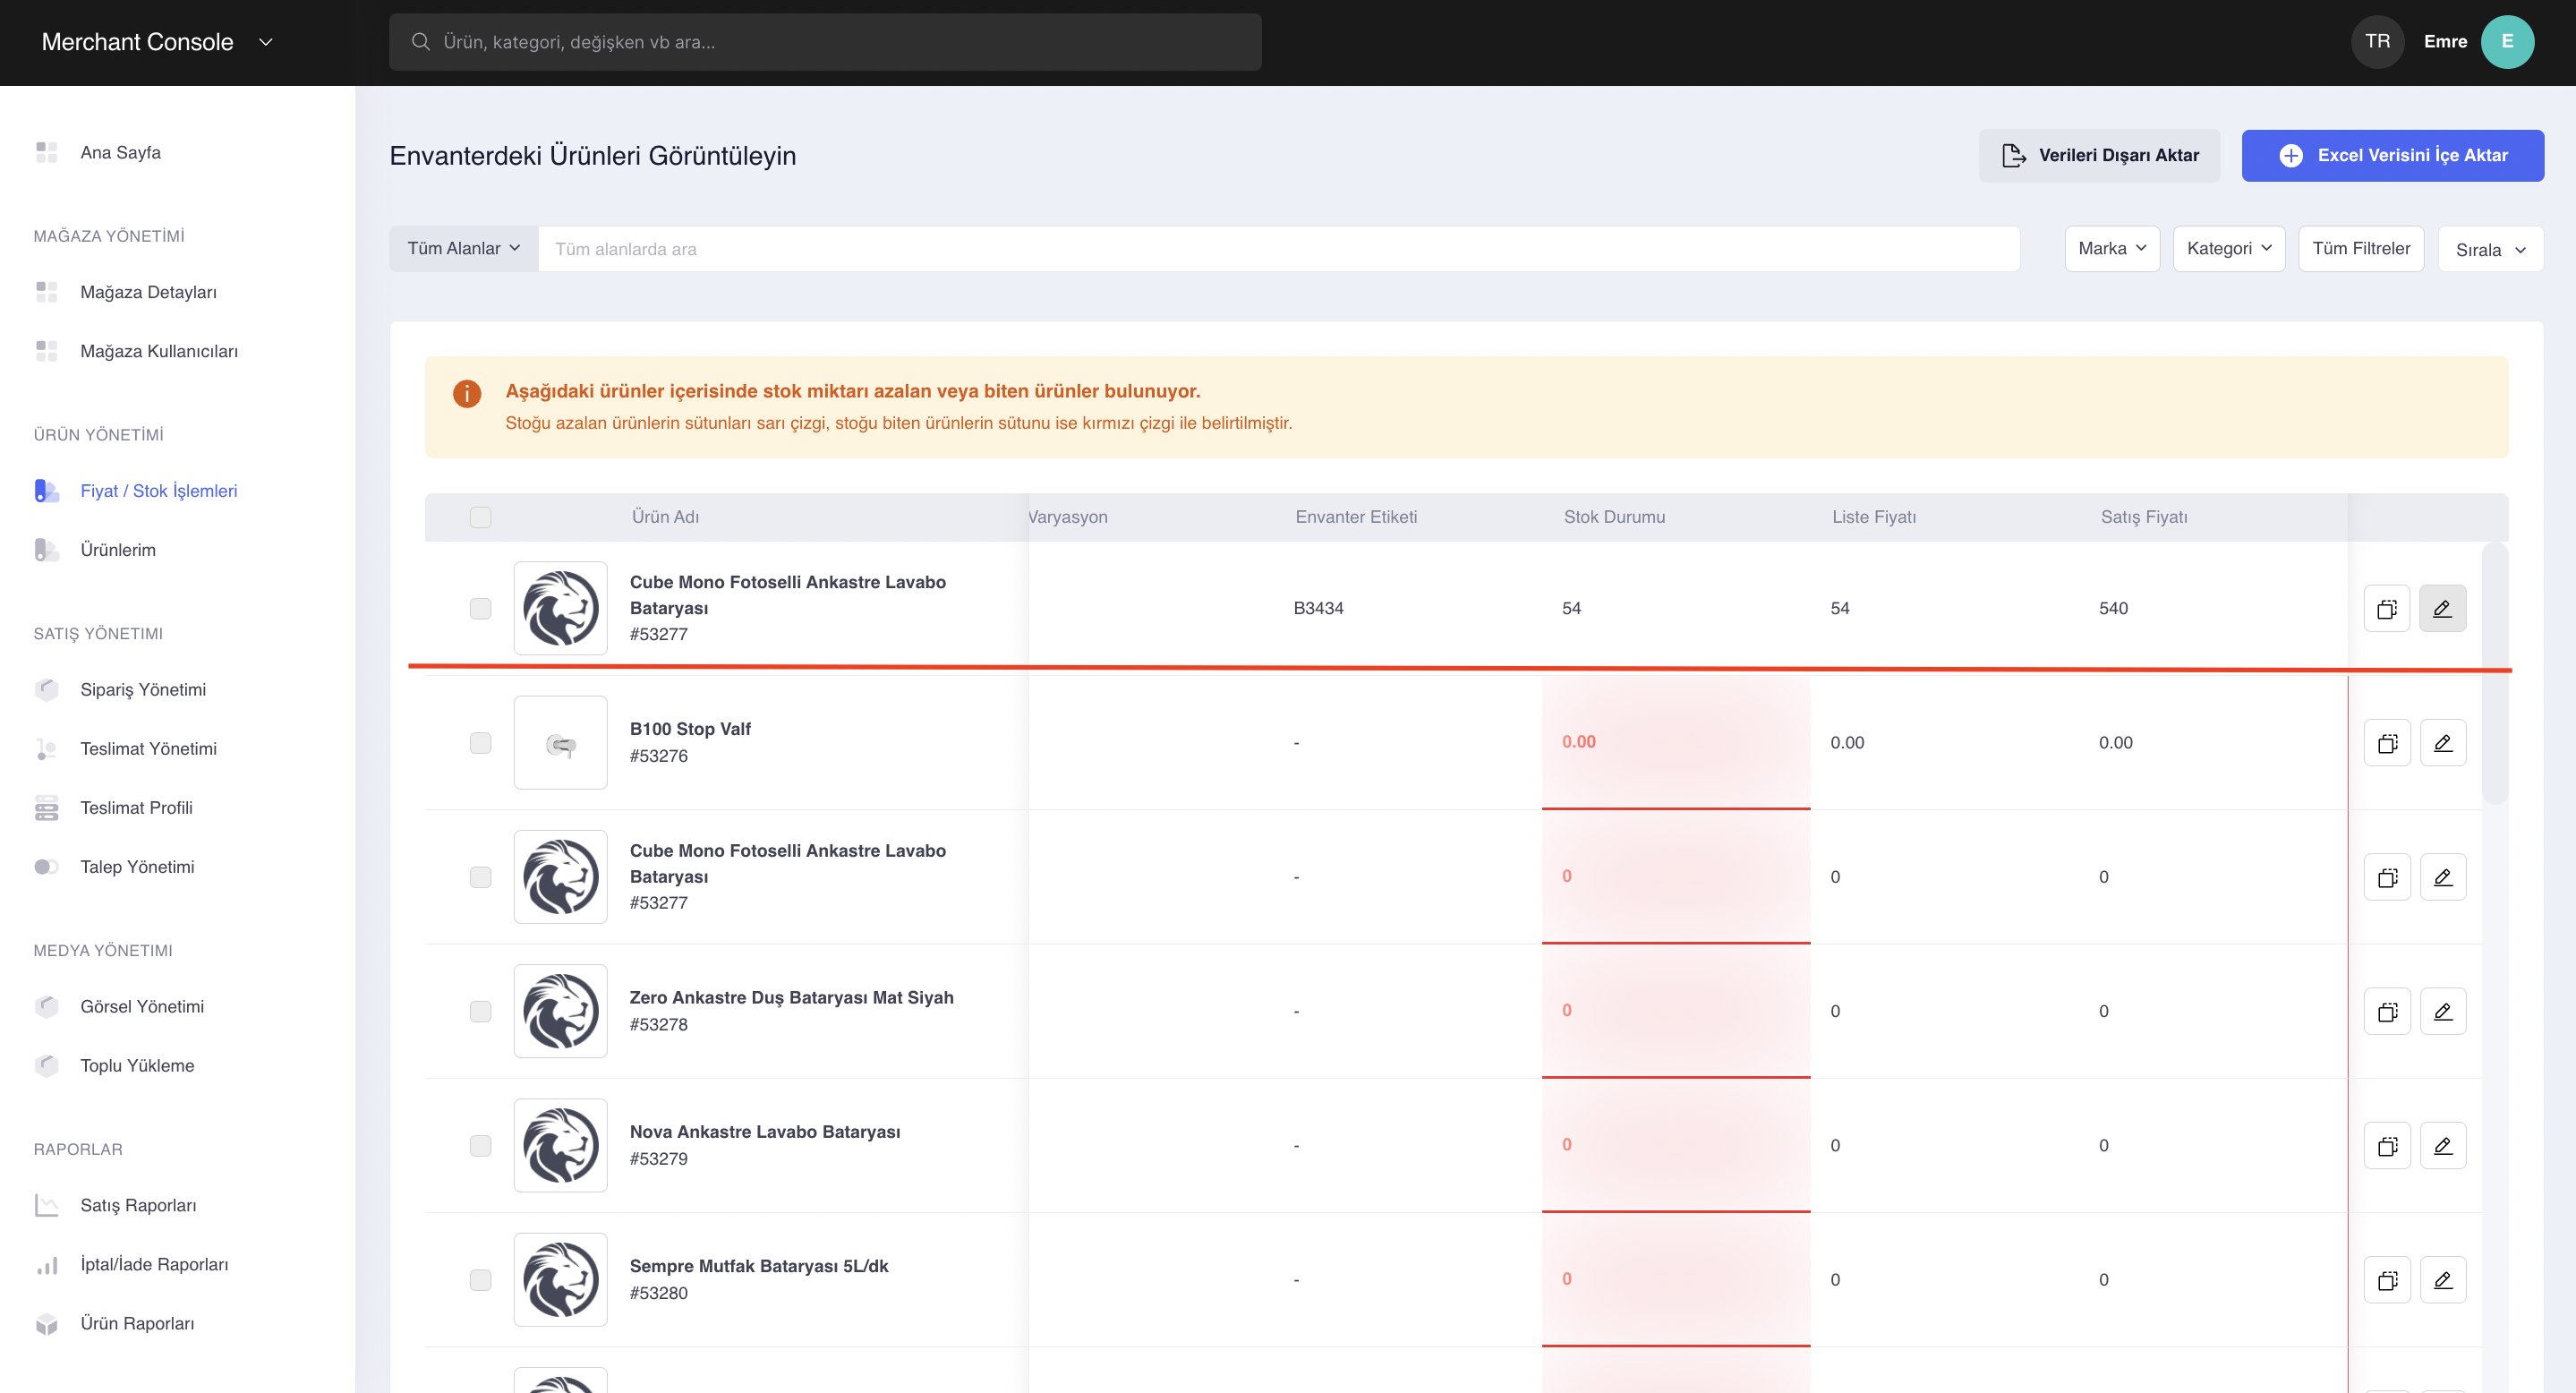 Merchant Console
Ürün, kategori, değişken vb ara...
TR
Emre
E
Ana Sayfa
MAĞAZA YÖNETİMİ
Mağaza Detayları
Mağaza Kullanıcıları
ÜRÜN YÖNETİMİ
Fiyat / Stok İşlemleri
Ürünlerim
SATIŞ YÖNETIMI
Sipariş Yönetimi
Teslimat Yönetimi
Teslimat Profili
Talep Yönetimi
MEDYA YÖNETIMI
Görsel Yönetimi
Toplu Yükleme
RAPORLAR
Satış Raporları
İptal/İade Raporları
Ürün Raporları
Envanterdeki Ürünleri Görüntüleyin
Verileri Dışarı Aktar
Excel Verisini İçe Aktar
Tüm Alanlar
Tüm alanlarda ara
Marka
Kategori
Tüm Filtreler
Sırala
Aşağıdaki ürünler içerisinde stok miktarı azalan veya biten ürünler bulunuyor.
Stoğu azalan ürünlerin sütunları sarı çizgi, stoğu biten ürünlerin sütunu ise kırmızı çizgi ile belirtilmiştir.
Ürün Adı Varyasyon Envanter Etiketi Stok Durumu Liste Fiyatı Satış Fiyatı
Cube Mono Fotoselli Ankastre Lavabo
Bataryası
#53277
B3434 54 54 540
B100 Stop Valf
#53276
- 0.00 0.00 0.00
Cube Mono Fotoselli Ankastre Lavabo
Bataryası
#53277
- 0 0 0
Zero Ankastre Duş Bataryası Mat Siyah
#53278
- 0 0 0
Nova Ankastre Lavabo Bataryası
#53279
- 0 0 0
Sempre Mutfak Bataryası 5L/dk
#53280
- 0 0 0